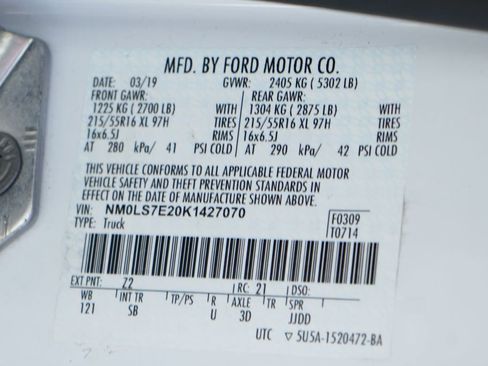 MFD. BY FORD MOTOR CO.
DATE: 03/19 GVWR: 2405 KG ( 5302 LB)
FRONT GAWR: REAR GAWR:
1225 KG ( 2700 LB) WITH 1304 KG ( 2875 LB) WITH
215/55R16 XL 97H TIRES 215/55R16 XL 97H TIRES
16x6.5J RIMS 16x6.5J RIMS
AT 280 kPa/ 41 PSI COLD AT 290 kPa/ 42 PSI COLD
THIS VEHICLE CONFORMS TO ALL APPLICABLE FEDERAL MOTOR
VEHICLE SAFETY AND THEFT PREVENTION STANDARDS IN
EFFECT ON THE DATE OF MANUFACTURE SHOWN ABOVE.
VIN: NM0LS7E20K1427070 F0309
TYPE: Truck T0714
EXT PNT: Z2 RC: 21 DSO:
WB INT TR TP/PS R AXLE TR SPR
121 SB U 3D JJDD
UTC ▽ 5U5A-1520472-BA